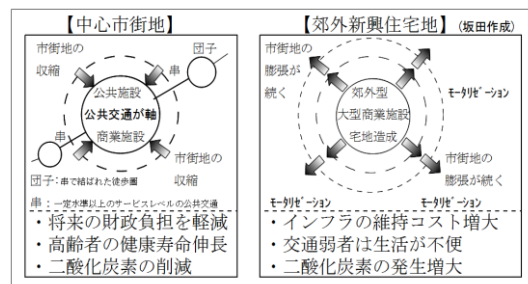 【中心市街地】
市街地の
収縮
団子
串
公共施設
公共交通が軸
商業施設
串
市街地の
収縮
団子:串で結ばれた徒歩圏
串:一定水準以上のサービスレベルの公共交通
・将来の財政負担を軽減
・高齢者の健康寿命伸長
・二酸化炭素の削減
【郊外新興住宅地】(坂田作成)
市街地の
膨張が
続く
モータリゼーション
郊外型
大型商業施設
宅地造成
市街地の
膨張が続く
モータリゼーション
モータリゼーション
・インフラの維持コスト増大
・交通弱者は生活が不便
・二酸化炭素の発生増大